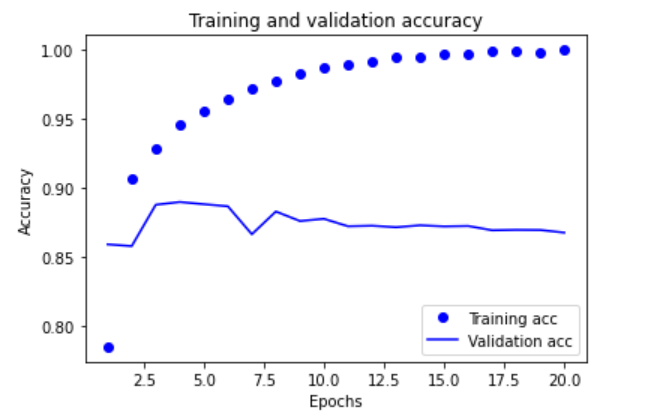 Training and validation accuracy
1.00
0.95
0.90
0.85
0.80
Accuracy
Training acc
Validation acc
2.5 5.0 7.5 10.0 12.5 15.0 17.5 20.0
Epochs